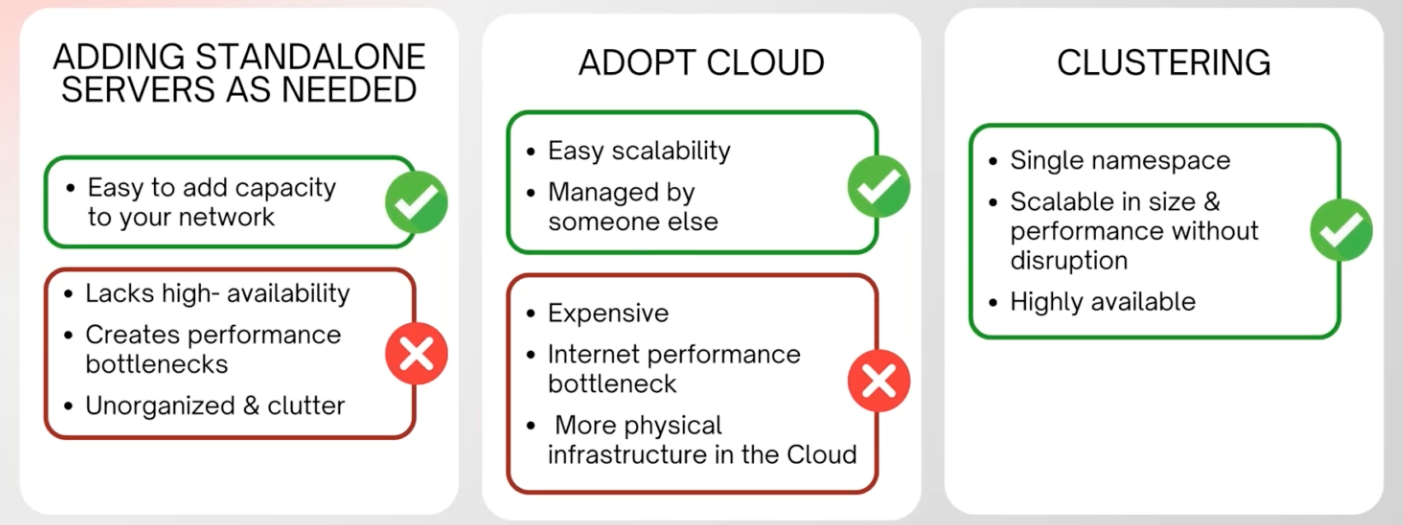 ADDING STANDALONE
SERVERS AS NEEDED
• Easy to add capacity
to your network
• Lacks high- availability
• Creates performance
bottlenecks
• Unorganized & clutter
ADOPT CLOUD
• Easy scalability
• Managed by
someone else
• Expensive
• Internet performance
bottleneck
• More physical
infrastructure in the Cloud
CLUSTERING
• Single namespace
• Scalable in size &
performance without
disruption
• Highly available